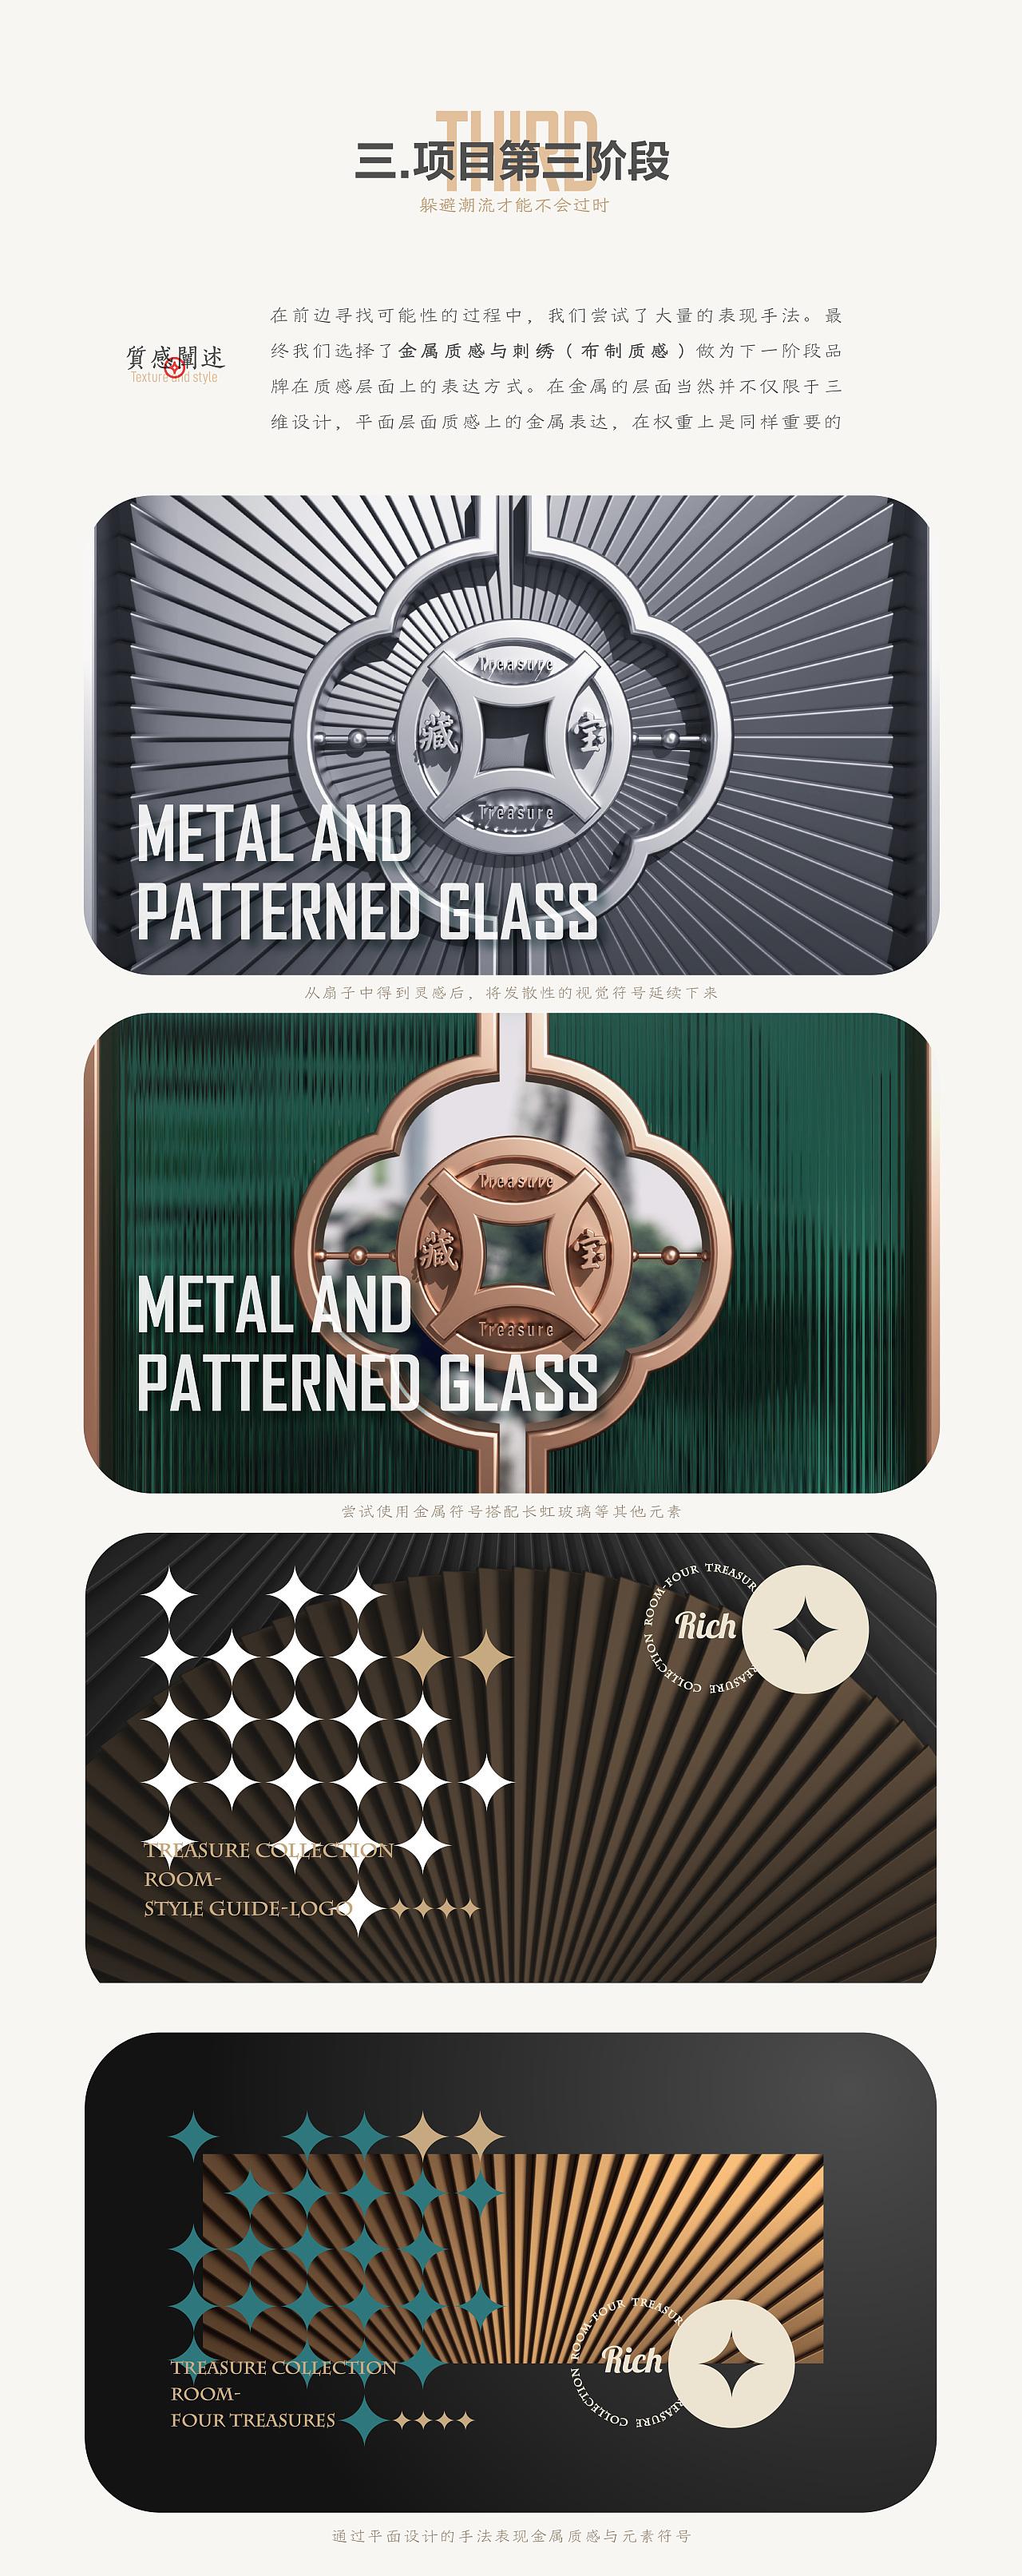 THIRD
三.项目第三阶段
躲避潮流才能不会过时
質感闡述
Texture and style
在前边寻找可能性的过程中，我们尝试了大量的表现手法。最
终我们选择了金属质感与刺绣（布制质感）做为下一阶段品
牌在质感层面上的表达方式。在金属的层面当然并不仅限于三
维设计，平面层面质感上的金属表达，在权重上是同样重要的
Treasure
藏 宝
Treasure
METAL AND
PATTERNED GLASS
从扇子中得到灵感后，将发散性的视觉符号延续下来
Treasure
藏 宝
Treasure
METAL AND
PATTERNED GLASS
尝试使用金属符号搭配长虹玻璃等其他元素
ROOM-FOUR TREASUR
Rich
REASURE COLLECTION
TREASURE COLLECTION
ROOM-
STYLE GUIDE-LOGO
ROOM-FOUR TREASUR
Rich
REASURE COLLECTION
TREASURE COLLECTION
ROOM-
FOUR TREASURES
通过平面设计的手法表现金属质感与元素符号